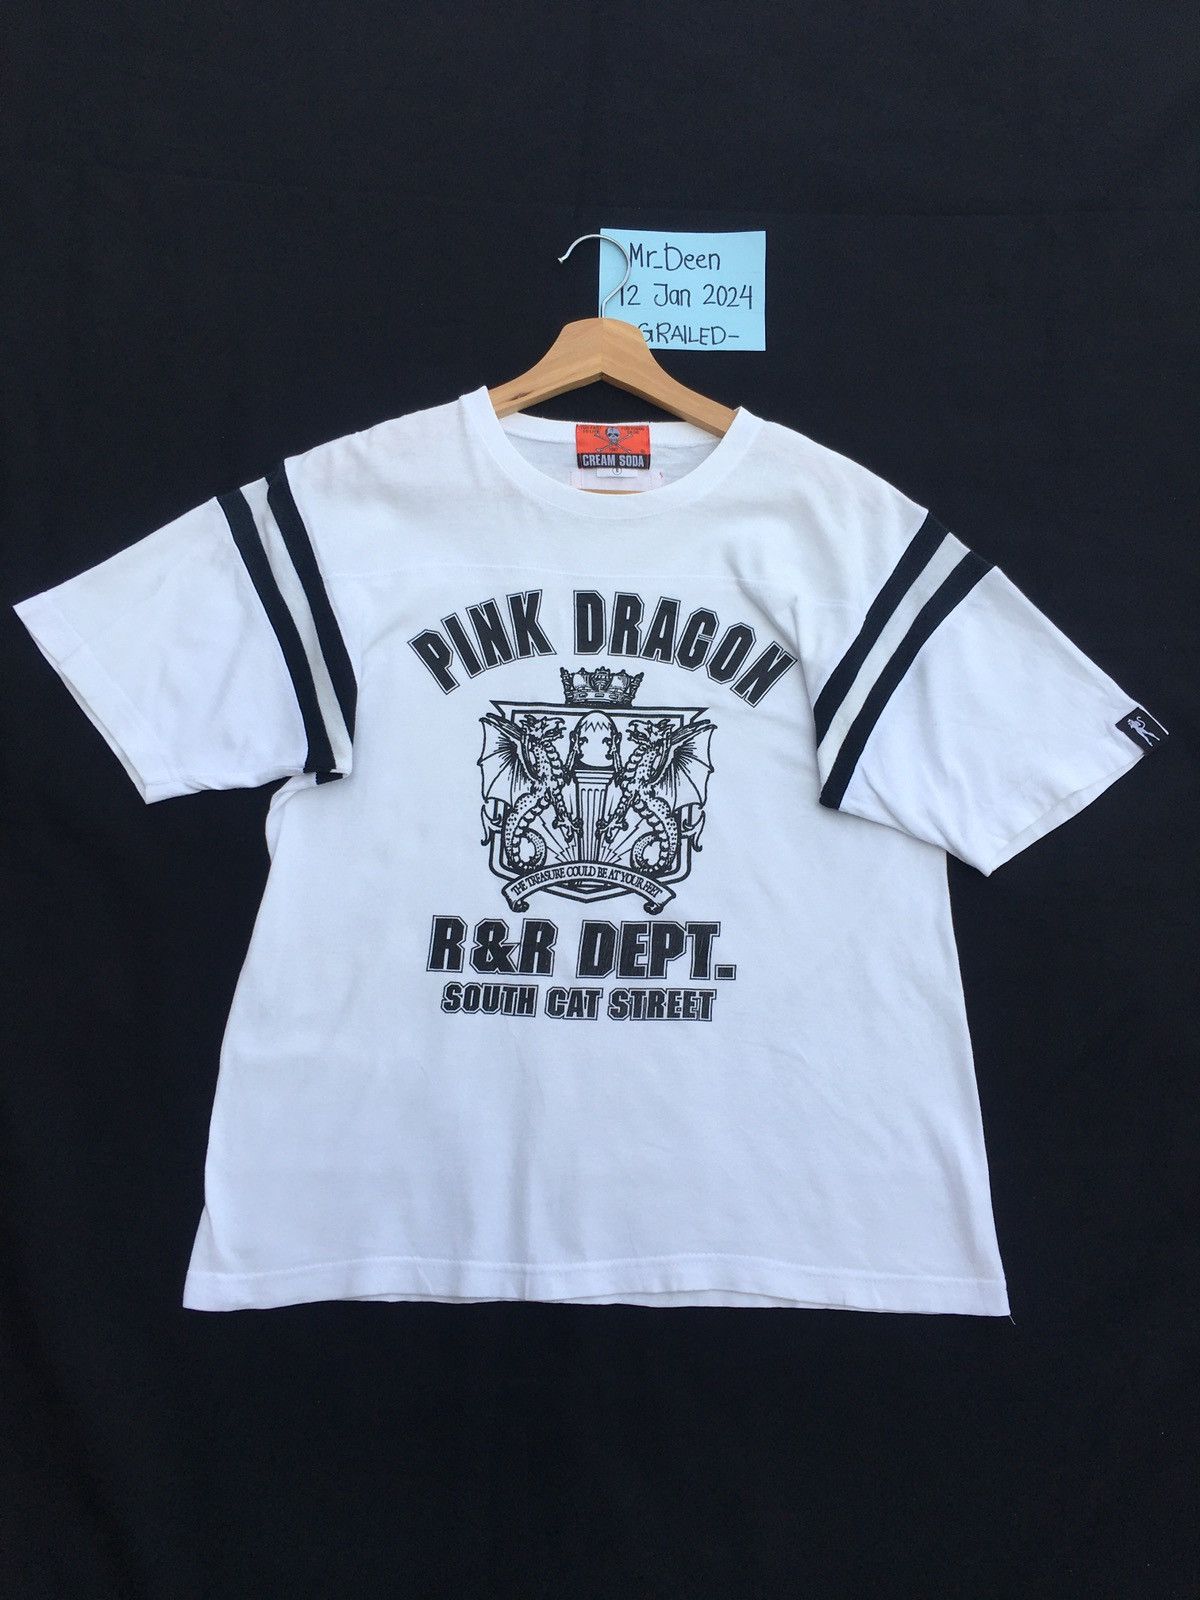 Mr_Deen
12 Jan 2024
GRAILED-
CREAM SODA
PINK DRAGON
THE TREASURE COULD BE AT YOUR FEET
R&R DEPT.
SOUTH CAT STREET